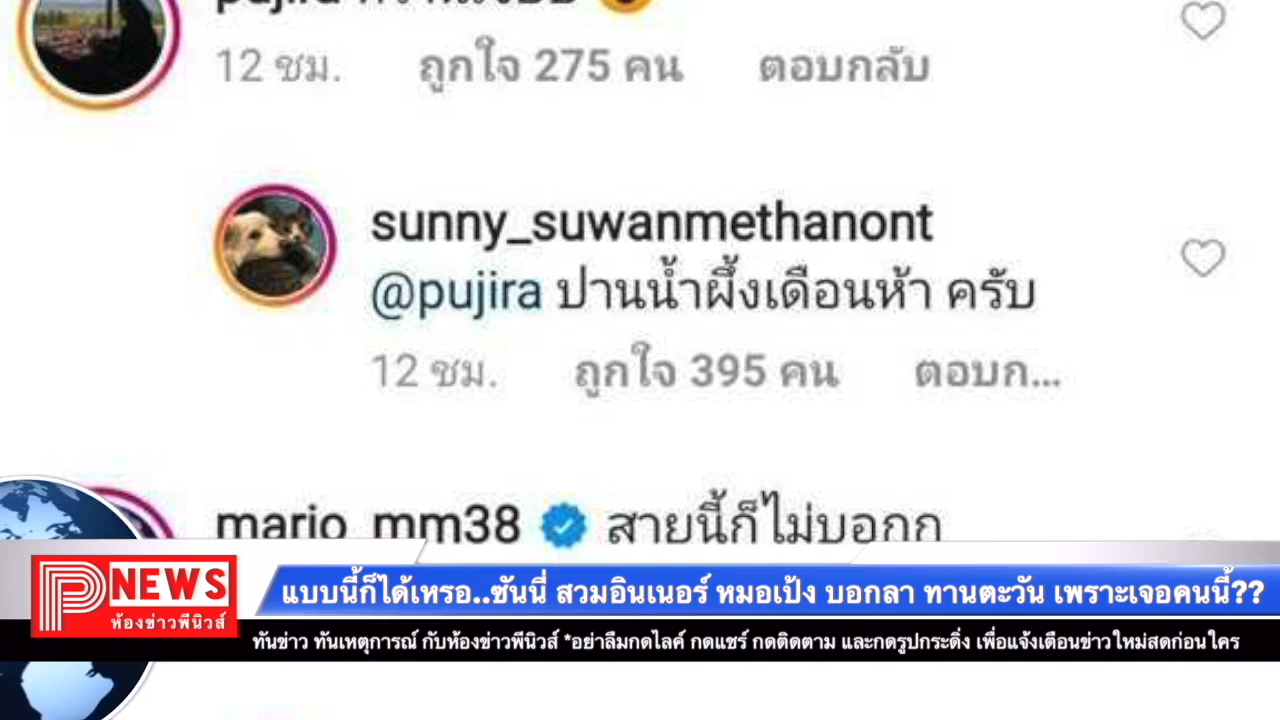 pujira
12 ชม. ถูกใจ 275 คน ตอบกลับ
sunny_suwanmethanont
@pujira ปานน้ำผึ้งเดือนห้า ครับ
12 ชม. ถูกใจ 395 คน ตอบก...
mario_mm38 สายนี้ก็ไม่บอกก
PNEWS
ห้องข่าวพีนิวส์
แบบนี้ก็ได้เหรอ..ซันนี่ สวมอินเนอร์ หมอเป้ง บอกลา ทานตะวัน เพราะเจอคนนี้??
ทันข่าว ทันเหตุการณ์ กับห้องข่าวพีนิวส์ *อย่าลืมกดไลค์ กดแชร์ กดติดตาม และกดรูปกระดิ่ง เพื่อแจ้งเตือนข่าวใหม่สดก่อนใคร